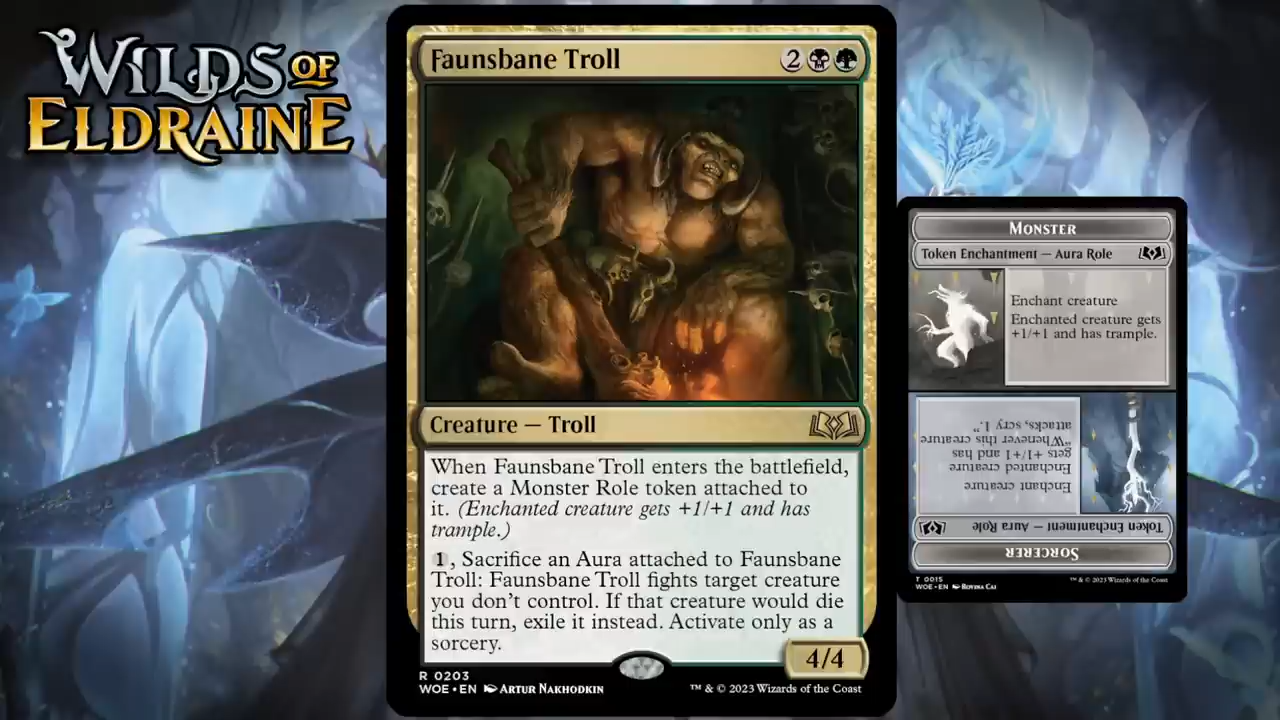 WILDS OF
ELDRAINE
Faunsbane Troll
2
Creature — Troll
When Faunsbane Troll enters the battlefield,
create a Monster Role token attached to
it. (Enchanted creature gets +1/+1 and has
trample.)
1, Sacrifice an Aura attached to Faunsbane
Troll: Faunsbane Troll fights target creature
you don't control. If that creature would die
this turn, exile it instead. Activate only as a
sorcery.
4/4
R 0203
WOE • EN Artur Nakhodkin
™ & © 2023 Wizards of the Coast
Monster
Token Enchantment — Aura Role
Enchant creature
Enchanted creature gets
+1/+1 and has trample.
Sorcerer
Token Enchantment — Aura Role
Enchant creature
Enchanted creature
gets +1/+1 and has
"Whenever this creature
attacks, scry 1."
T 0015
WOE • EN Rovina Cai
™ & © 2023 Wizards of the Coast